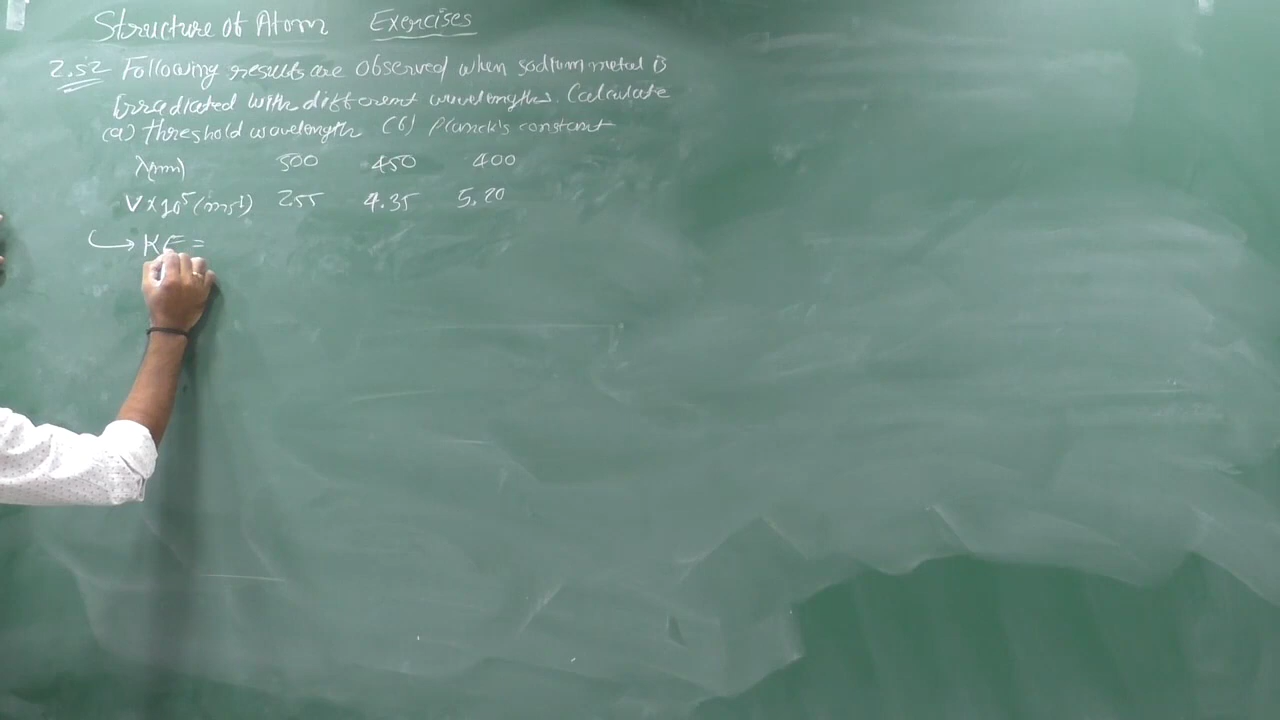 Structure of Atom Exercises
2.52 Following results are observed when sodium metal is
irradiated with different wavelengths. Calculate
(a) threshold wavelength (b) Planck's constant
λ(nm) 500 450 400
V×10⁵(ms⁻¹) 2.55 4.35 5.20
↳ KE =